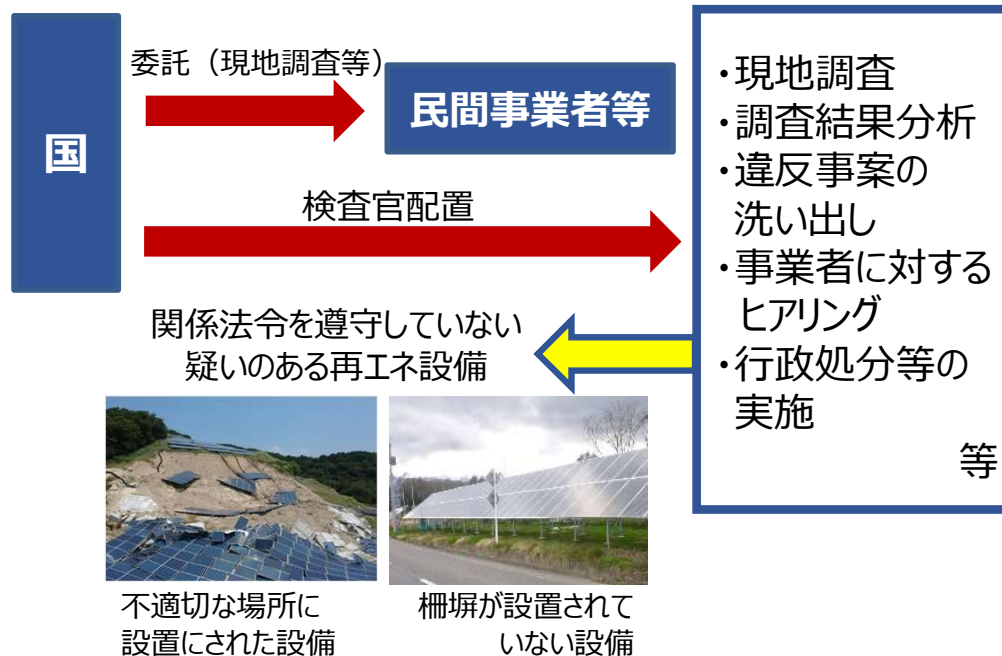 国
委託（現地調査等）
民間事業者等
検査官配置
・現地調査
・調査結果分析
・違反事案の
洗い出し
・事業者に対する
ヒアリング
・行政処分等の
実施
等
関係法令を遵守していない
疑いのある再エネ設備
不適切な場所に
設置にされた設備
柵塀が設置されて
いない設備